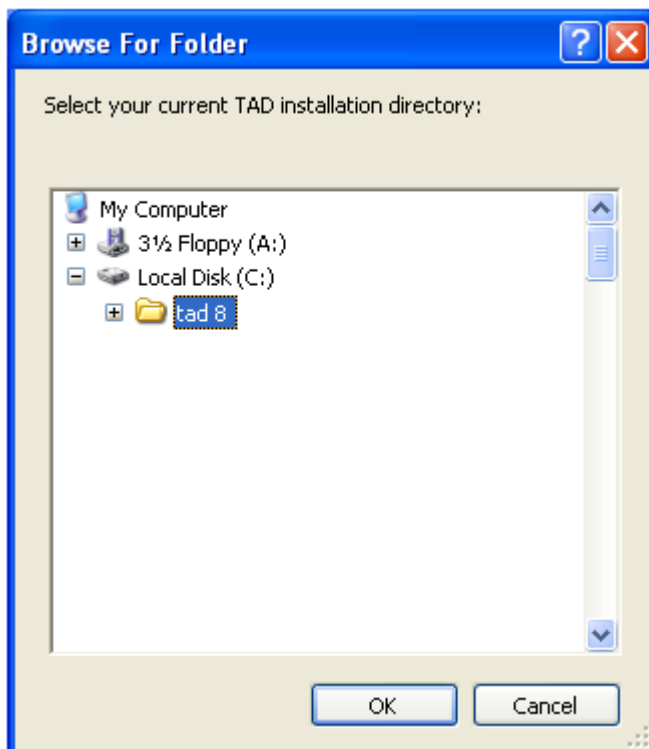 Browse For Folder
Select your current TAD installation directory:
My Computer
3½ Floppy (A:)
Local Disk (C:)
tad 8
OK
Cancel